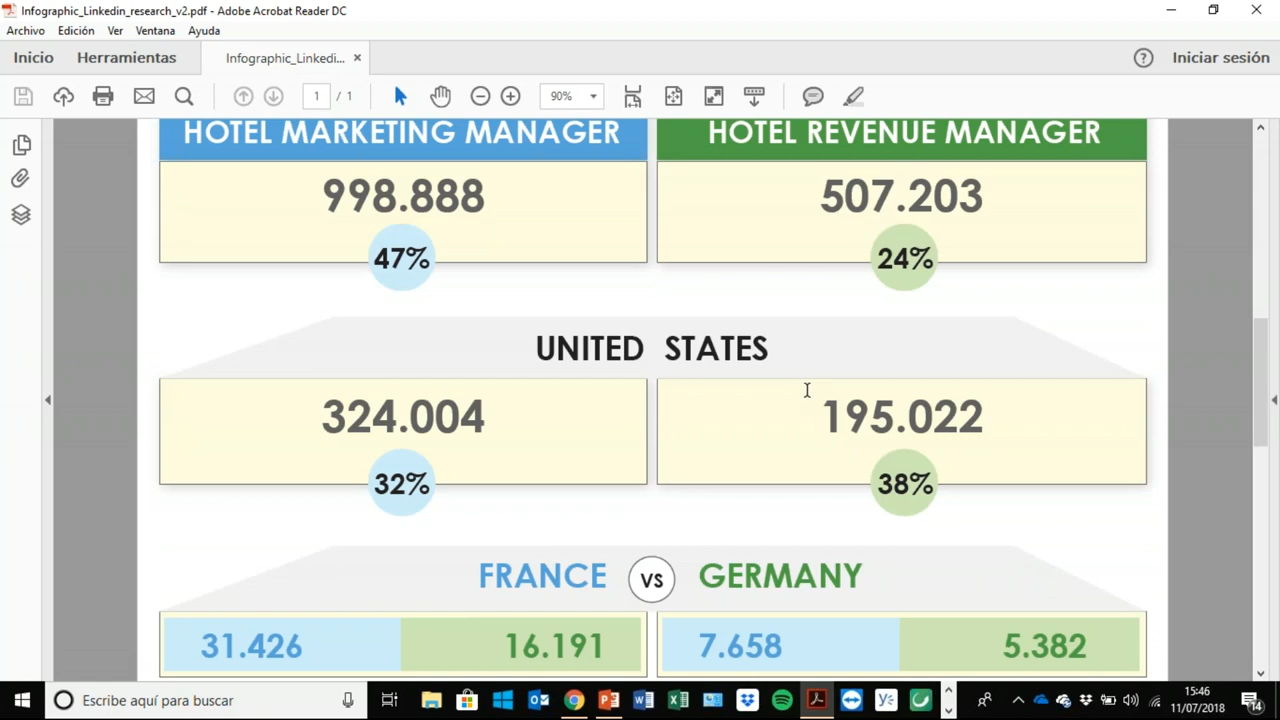 Infographic_Linkedin_research_v2.pdf - Adobe Acrobat Reader DC
Archivo Edición Ver Ventana Ayuda
Inicio Herramientas Infographic_Linkedi... × Iniciar sesión
1 / 1 90%
HOTEL MARKETING MANAGER HOTEL REVENUE MANAGER
998.888 507.203
47% 24%
UNITED STATES
324.004 195.022
32% 38%
FRANCE VS GERMANY
31.426 16.191 7.658 5.382
Escribe aquí para buscar
15:46
11/07/2018
14